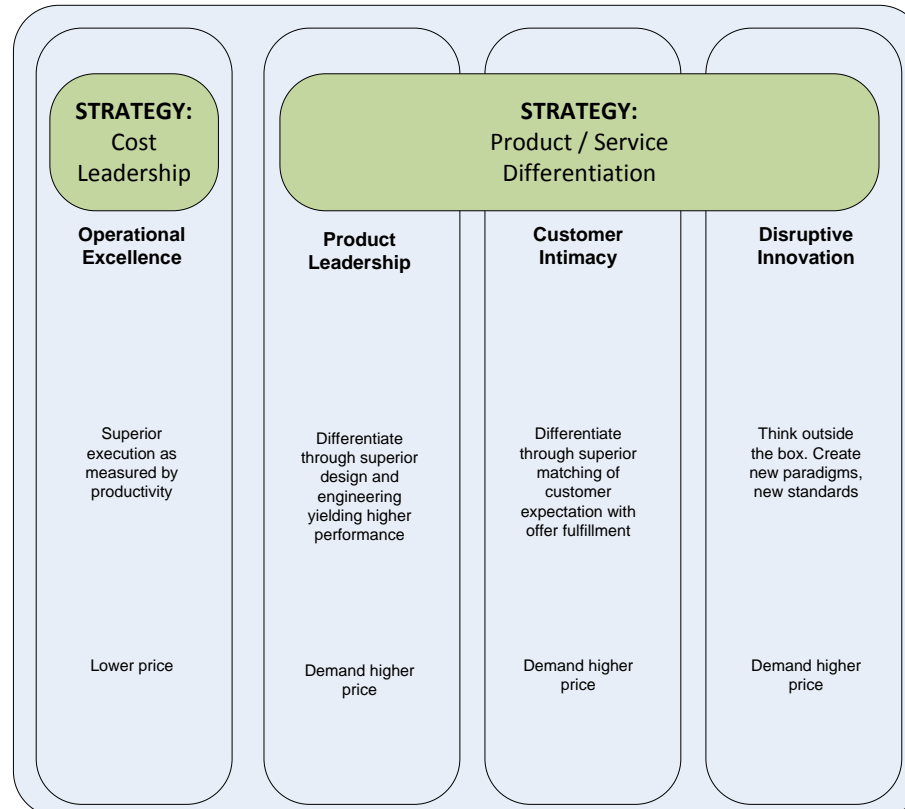 STRATEGY:
Cost
Leadership
STRATEGY:
Product / Service
Differentiation
Operational
Excellence
Product
Leadership
Customer
Intimacy
Disruptive
Innovation
Superior
execution as
measured by
productivity
Differentiate
through superior
design and
engineering
yielding higher
performance
Differentiate
through superior
matching of
customer
expectation with
offer fulfillment
Think outside
the box. Create
new paradigms,
new standards
Lower price
Demand higher
price
Demand higher
price
Demand higher
price